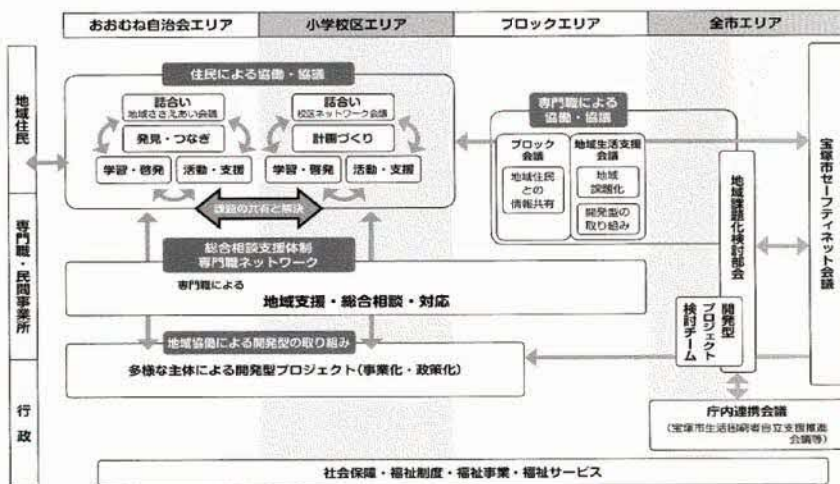 おおむね自治会エリア
小学校区エリア
ブロックエリア
全市エリア
地域住民
専門職・民間事業所
行政
住民による協働・協議
話合い
地域ささえあい会議
発見・つなぎ
学習・啓発
活動・支援
話合い
校区ネットワーク会議
計画づくり
学習・啓発
活動・支援
課題の共有と解決
専門職による
協働・協議
ブロック
会議
地域住民
との
情報共有
地域生活支援
会議
地域
課題化
開発型の
取り組み
地域課題化検討部会
開発型
プロジェクト
検討チーム
宝塚市セーフティネット会議
総合相談支援体制
専門職ネットワーク
専門職による
地域支援・総合相談・対応
地域協働による開発型の取り組み
多様な主体による開発型プロジェクト(事業化・政策化)
庁内連携会議
(宝塚市生活困窮者自立支援推進
会議等)
社会保障・福祉制度・福祉事業・福祉サービス